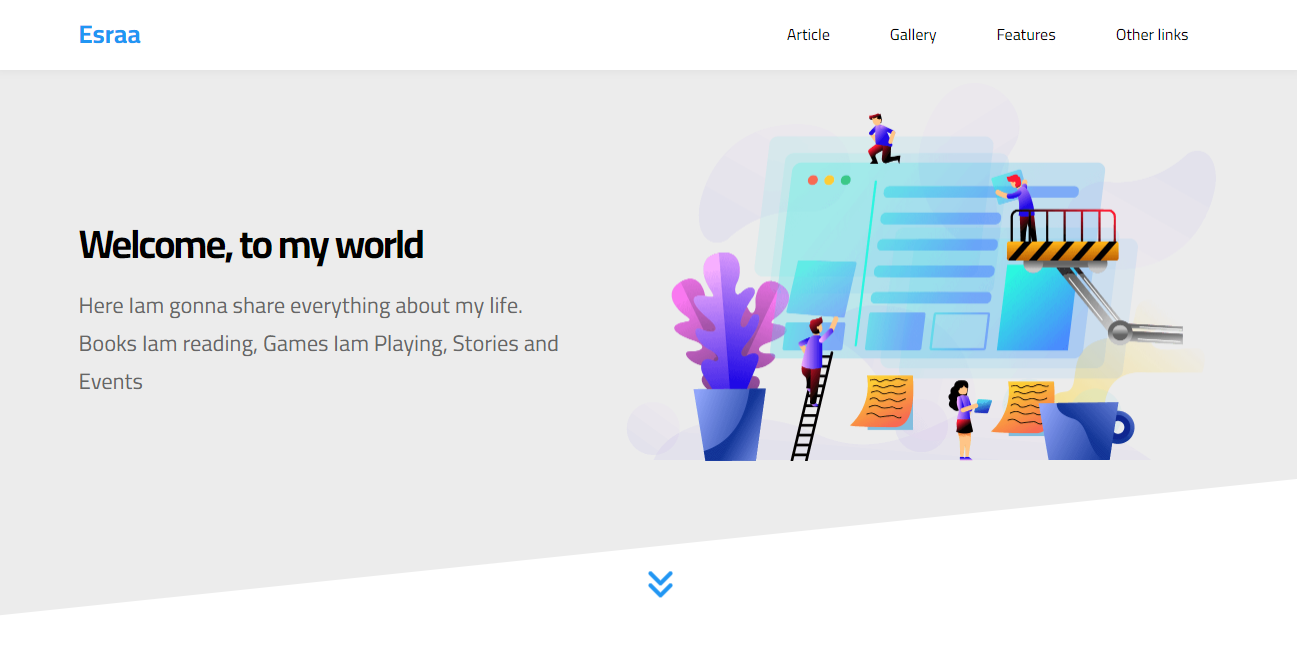 Esraa
Article
Gallery
Features
Other links
Welcome, to my world
Here Iam gonna share everything about my life.
Books Iam reading, Games Iam Playing, Stories and
Events